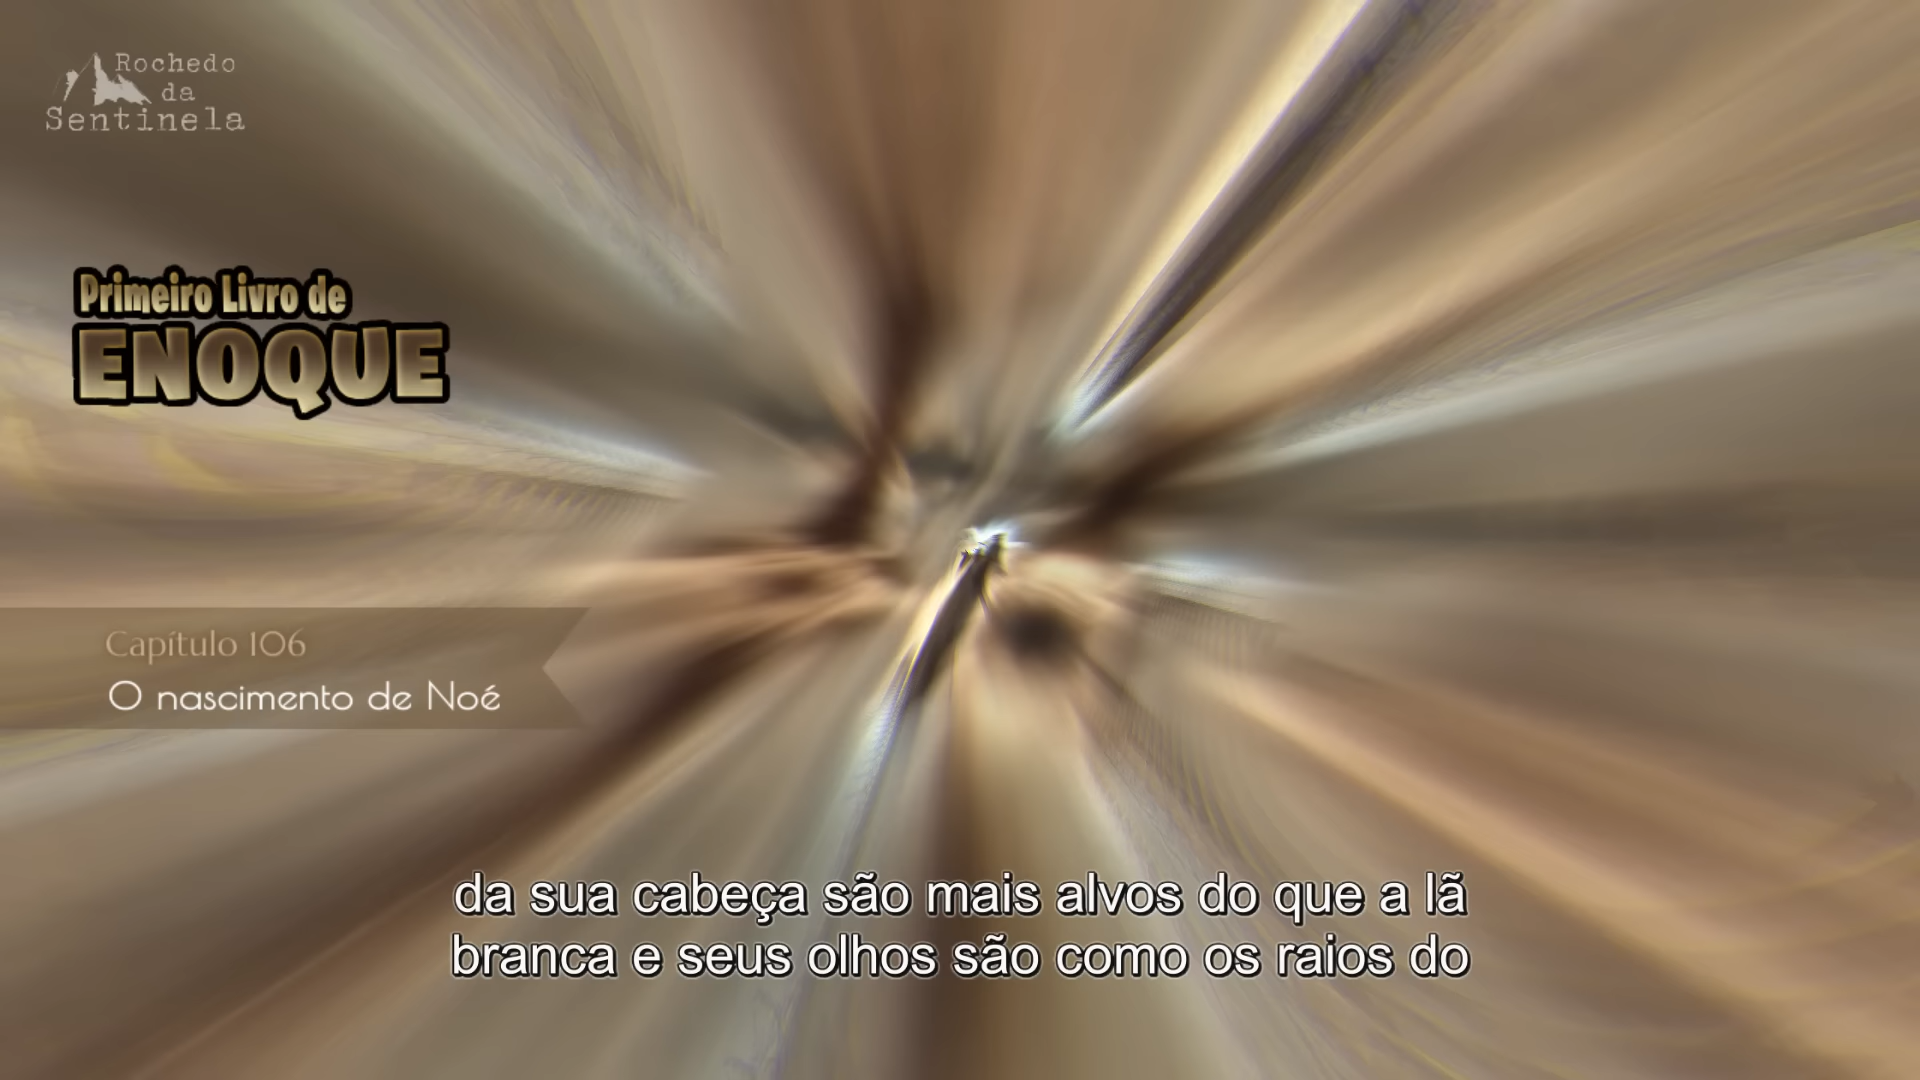 Rochedo
da
Sentinela
Primeiro Livro de
ENOQUE
Capítulo 106
O nascimento de Noé
da sua cabeça são mais alvos do que a lã
branca e seus olhos são como os raios do